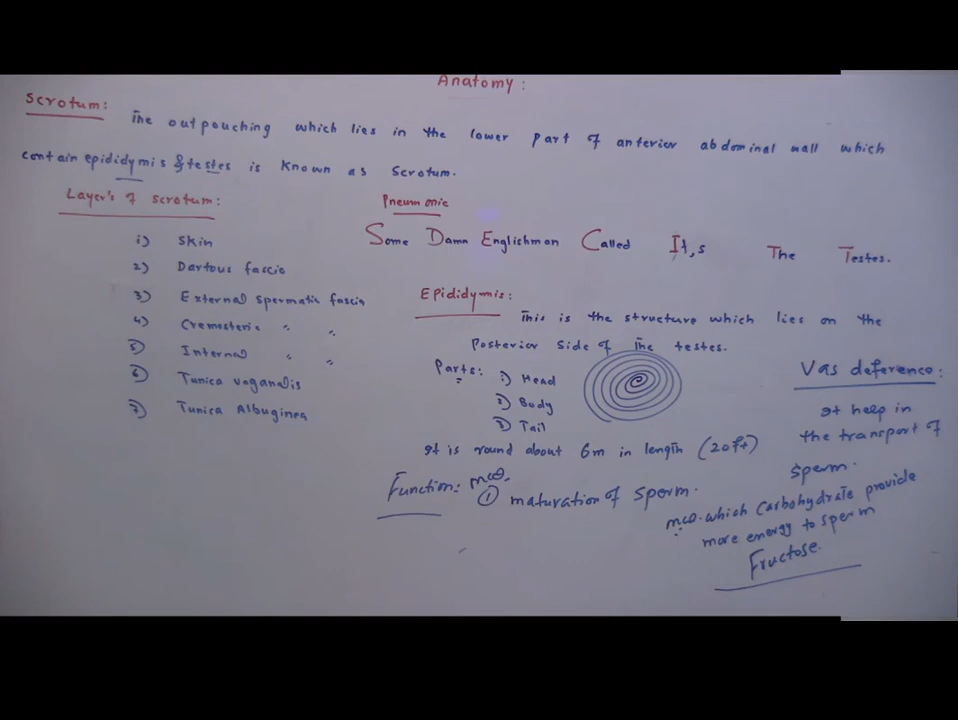 Anatomy:
Scrotum:
The outpouching which lies in the lower part of anterior abdominal wall which
contain epididymis & testes is known as scrotum.
Layer's of scrotum:
1) Skin
2) Dartous fascia
3) External spermatic fascia
4) Cremosteric " "
5) Internal " "
6) Tunica vaganalis
7) Tunica Albuginea
Pneumonic
Some Damn Englishman Called It,s The Testes.
Epididymis:
This is the structure which lies on the
Posterior side of the testes.
Parts: 1) Head
2) Body
3) Tail
It is round about 6m in length (20ft)
Function: mcq.
① maturation of sperm.
Vas deference:
It help in
the transport of
sperm.
mcq. which Carbohydrate provide
more energy to sperm
Fructose.